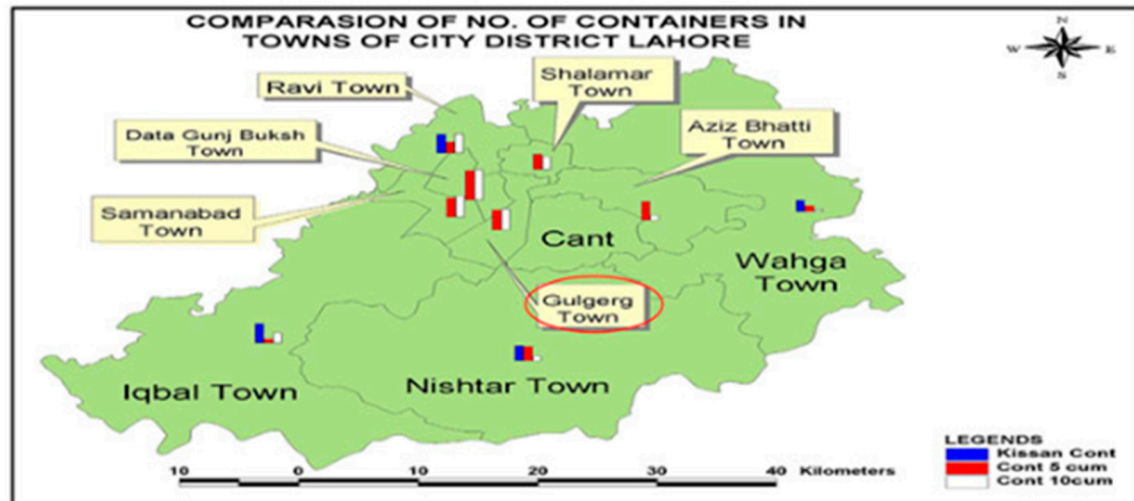 COMPARASION OF NO. OF CONTAINERS IN
TOWNS OF CITY DISTRICT LAHORE
N
W E
S
Ravi Town
Shalamar
Town
Data Gunj Buksh
Town
Aziz Bhatti
Town
Samanabad
Town
Cant
Wahga
Town
Gulgerg
Town
Iqbal Town
Nishtar Town
LEGENDS
Kissan Cont
Cont 5 cum
Cont 10cum
10 0 10 20 30 40 Kilometers